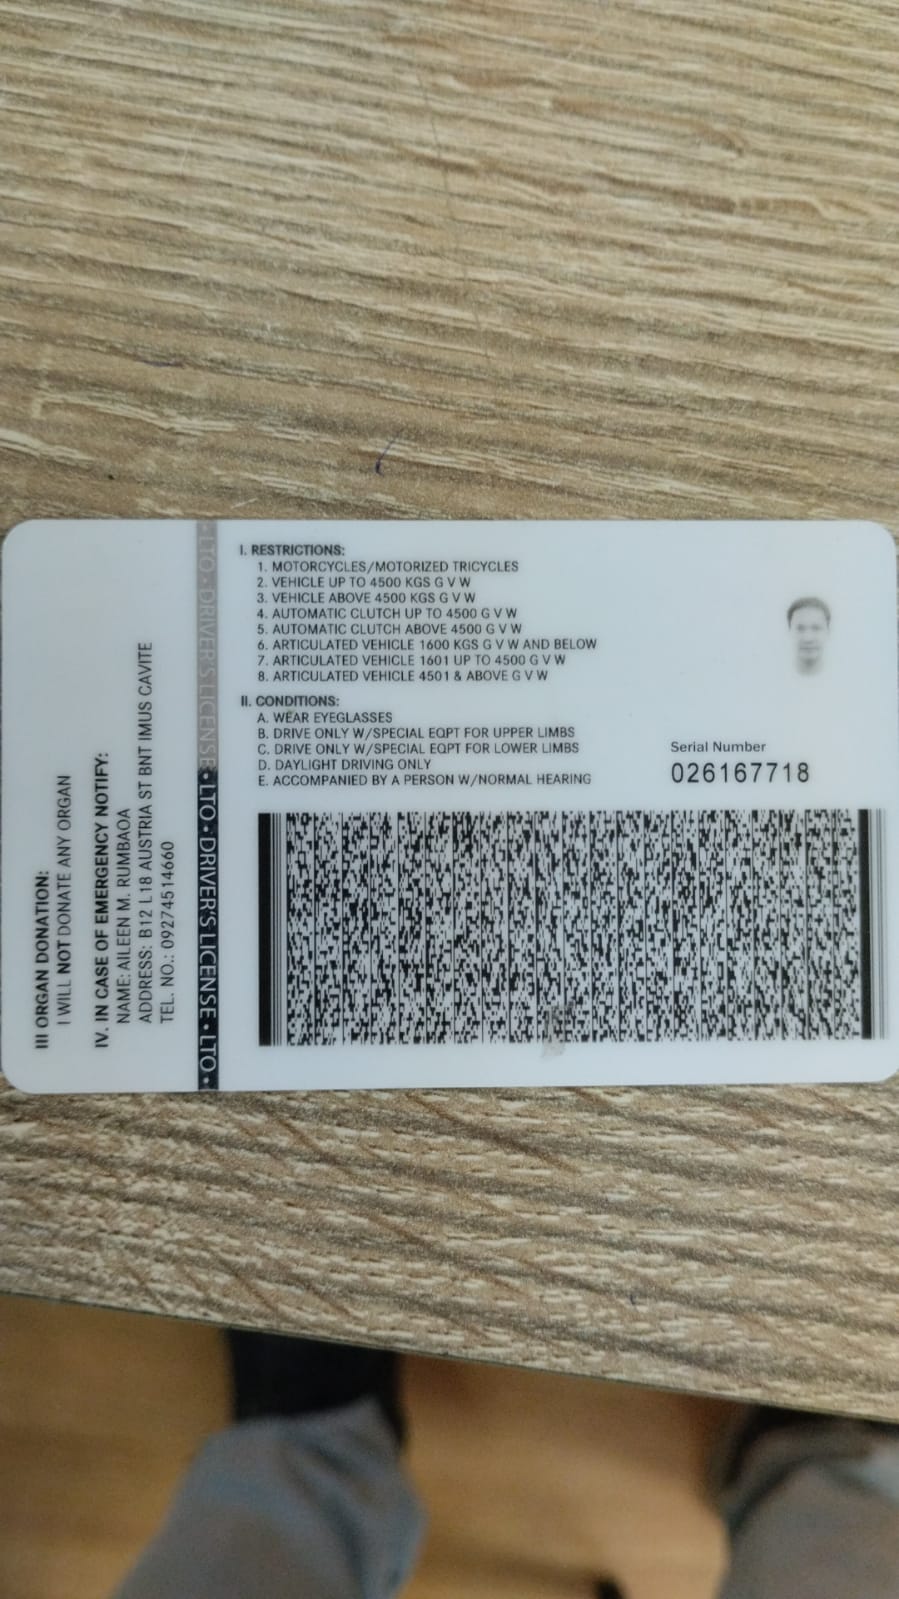 I. RESTRICTIONS:
1. MOTORCYCLES/MOTORIZED TRICYCLES
2. VEHICLE UP TO 4500 KGS G V W
3. VEHICLE ABOVE 4500 KGS G V W
4. AUTOMATIC CLUTCH UP TO 4500 G V W
5. AUTOMATIC CLUTCH ABOVE 4500 G V W
6. ARTICULATED VEHICLE 1600 KGS G V W AND BELOW
7. ARTICULATED VEHICLE 1601 UP TO 4500 G V W
8. ARTICULATED VEHICLE 4501 & ABOVE G V W
II. CONDITIONS:
A. WEAR EYEGLASSES
B. DRIVE ONLY W/SPECIAL EQPT FOR UPPER LIMBS
C. DRIVE ONLY W/SPECIAL EQPT FOR LOWER LIMBS
D. DAYLIGHT DRIVING ONLY
E. ACCOMPANIED BY A PERSON W/NORMAL HEARING
Serial Number
026167718
III ORGAN DONATION:
I WILL NOT DONATE ANY ORGAN
IV. IN CASE OF EMERGENCY NOTIFY:
NAME: AILEEN M. RUMBAOA
ADDRESS: B12 L18 AUSTRIA ST BNT IMUS CAVITE
TEL. NO.: 09274514660
• LTO • DRIVER'S LICENSE • LTO • DRIVER'S LICENSE • LTO •